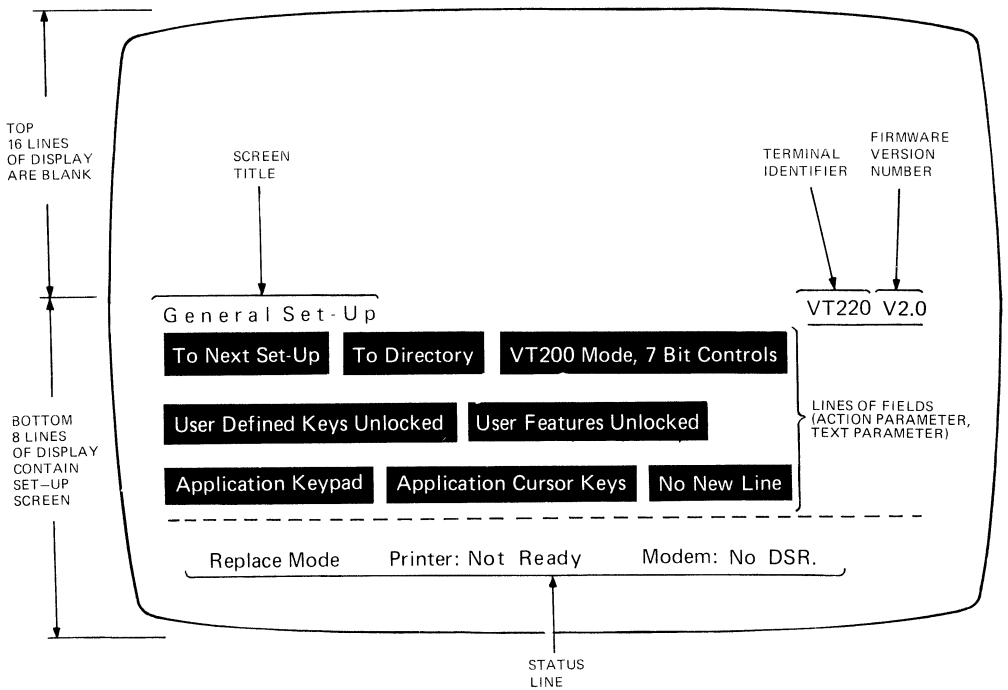 TOP
16 LINES
OF DISPLAY
ARE BLANK
SCREEN
TITLE
TERMINAL
IDENTIFIER
FIRMWARE
VERSION
NUMBER
General Set-Up
VT220 V2.0
To Next Set-Up To Directory VT200 Mode, 7 Bit Controls
User Defined Keys Unlocked User Features Unlocked
Application Keypad Application Cursor Keys No New Line
LINES OF FIELDS
(ACTION PARAMETER,
TEXT PARAMETER)
BOTTOM
8 LINES
OF DISPLAY
CONTAIN
SET-UP
SCREEN
Replace Mode Printer: Not Ready Modem: No DSR.
STATUS
LINE